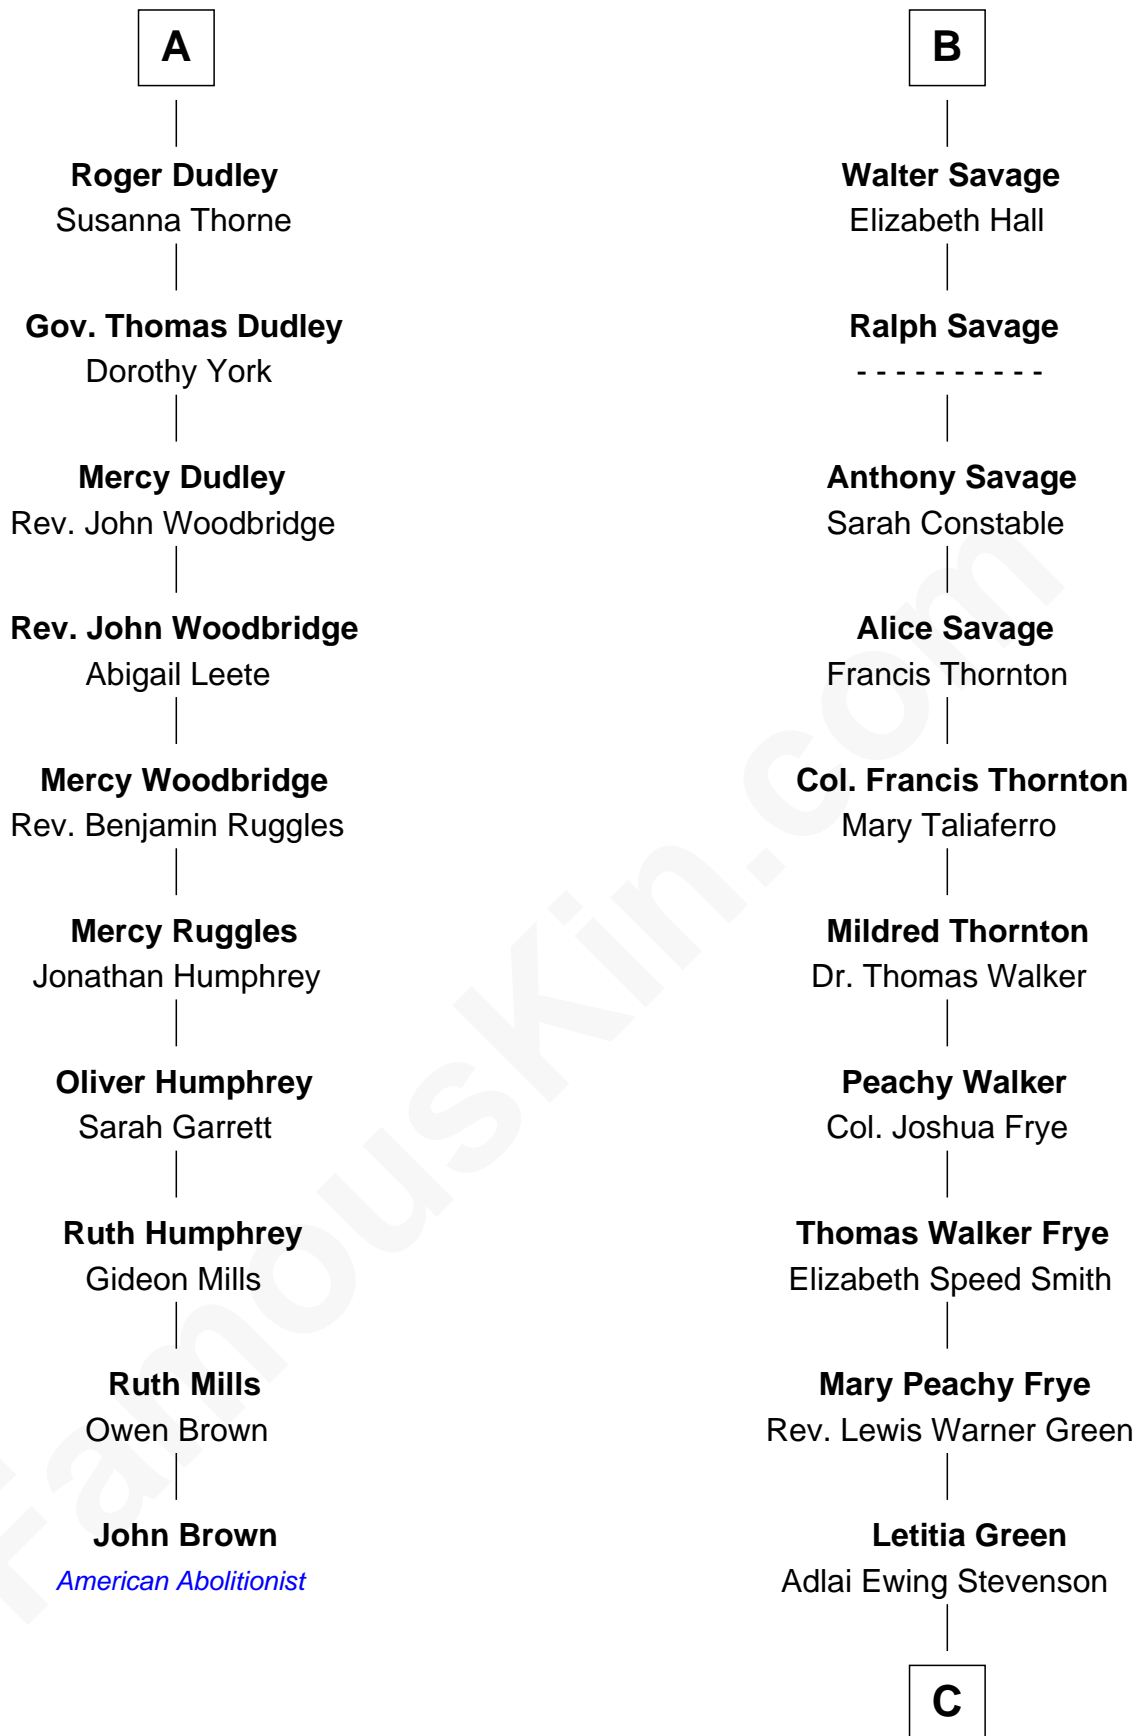 A
Roger Dudley
Susanna Thorne
Gov. Thomas Dudley
Dorothy York
Mercy Dudley
Rev. John Woodbridge
Rev. John Woodbridge
Abigail Leete
Mercy Woodbridge
Rev. Benjamin Ruggles
Mercy Ruggles
Jonathan Humphrey
Oliver Humphrey
Sarah Garrett
Ruth Humphrey
Gideon Mills
Ruth Mills
Owen Brown
John Brown
American Abolitionist
B
Walter Savage
Elizabeth Hall
Ralph Savage
- - - - - - - - - -
Anthony Savage
Sarah Constable
Alice Savage
Francis Thornton
Col. Francis Thornton
Mary Taliaferro
Mildred Thornton
Dr. Thomas Walker
Peachy Walker
Col. Joshua Frye
Thomas Walker Frye
Elizabeth Speed Smith
Mary Peachy Frye
Rev. Lewis Warner Green
Letitia Green
Adlai Ewing Stevenson
C
FamousKin.com